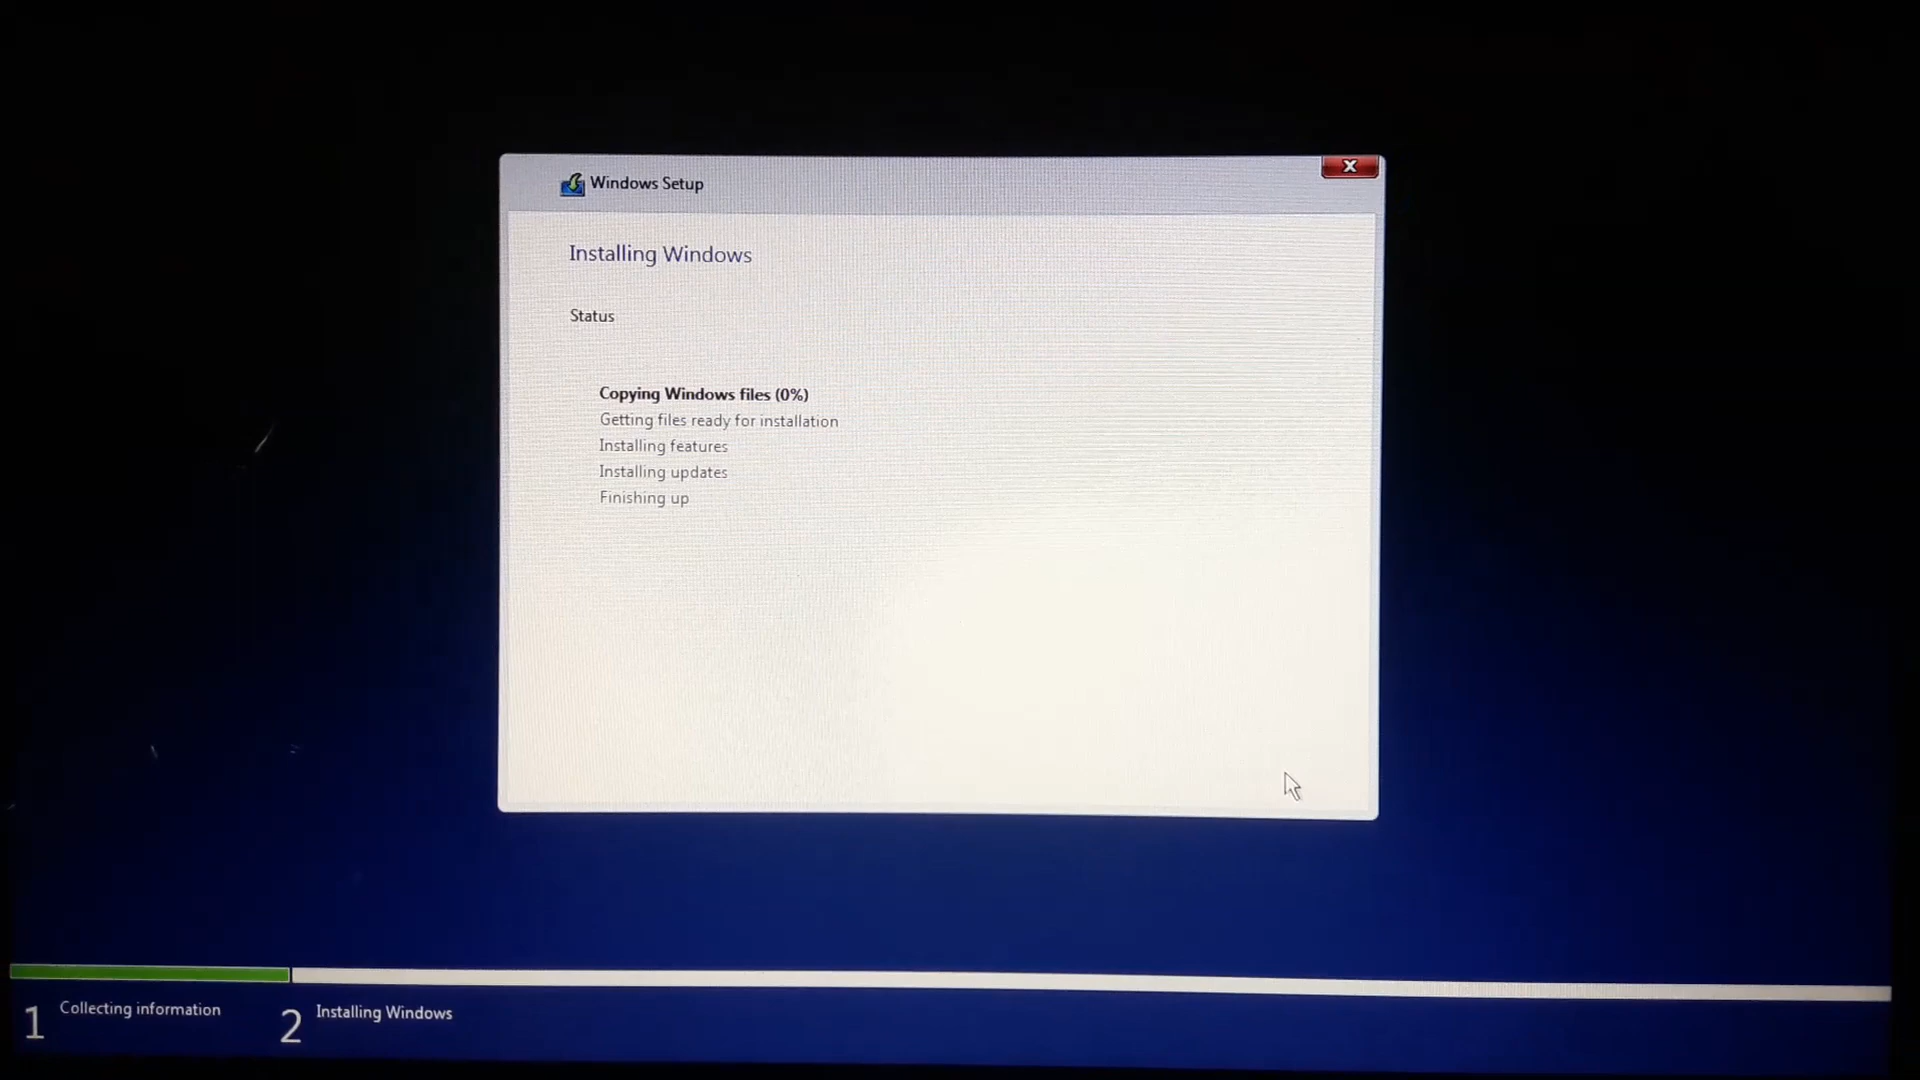 Windows Setup
X
Installing Windows
Status
Copying Windows files (0%)
Getting files ready for installation
Installing features
Installing updates
Finishing up
1 Collecting information
2 Installing Windows